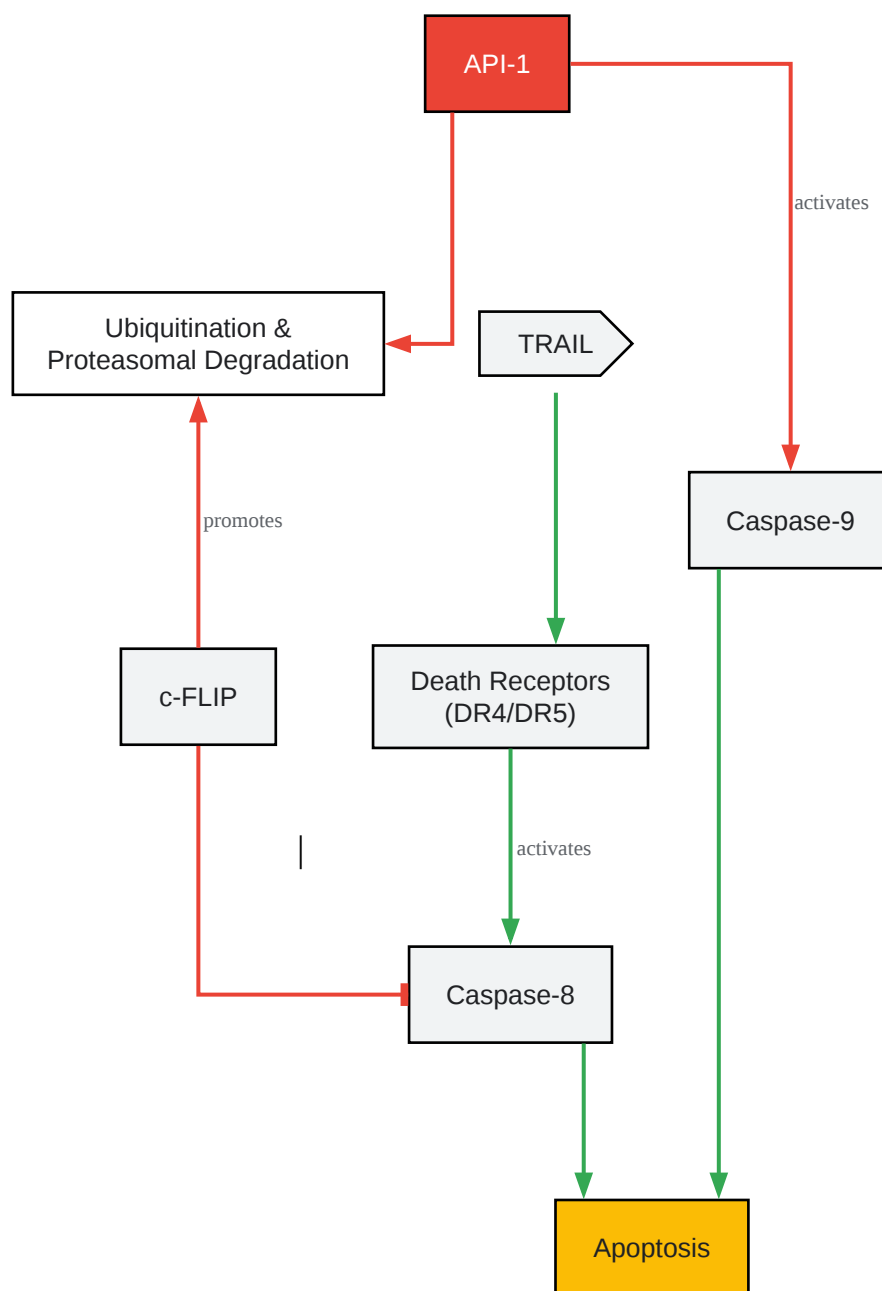 API-1
activates
Ubiquitination &
Proteasomal Degradation
TRAIL
promotes
Caspase-9
Death Receptors
(DR4/DR5)
c-FLIP
activates
Caspase-8
Apoptosis